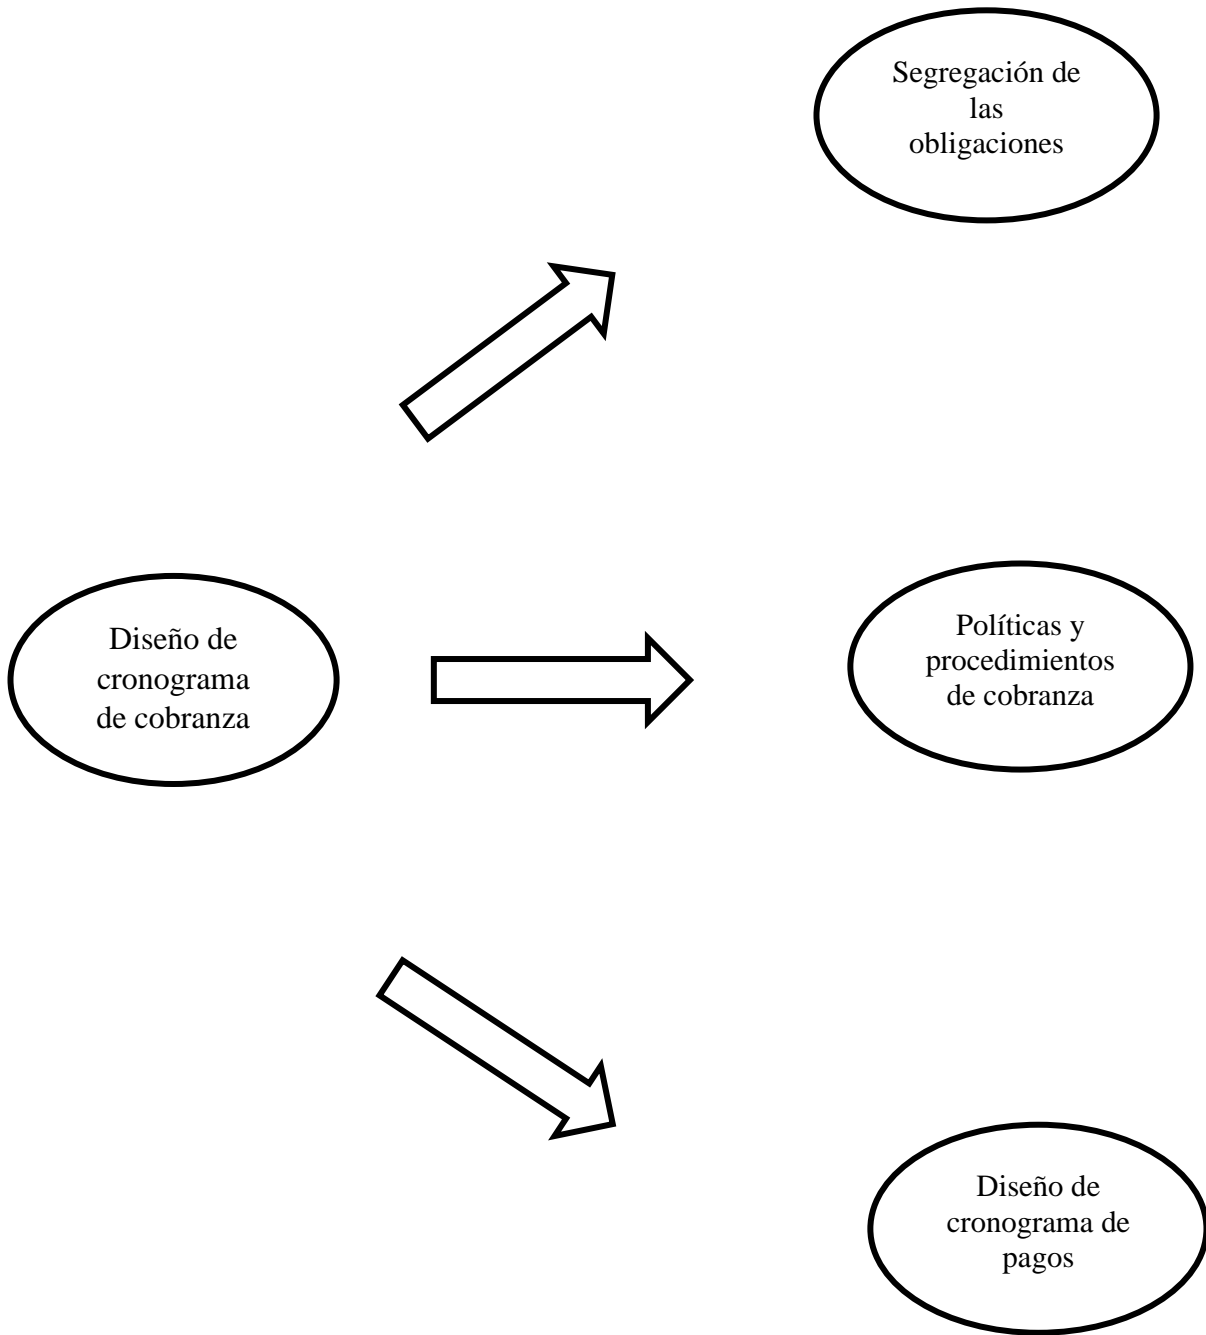 Segregación de
las
obligaciones
Diseño de
cronograma
de cobranza
Políticas y
procedimientos
de cobranza
Diseño de
cronograma de
pagos